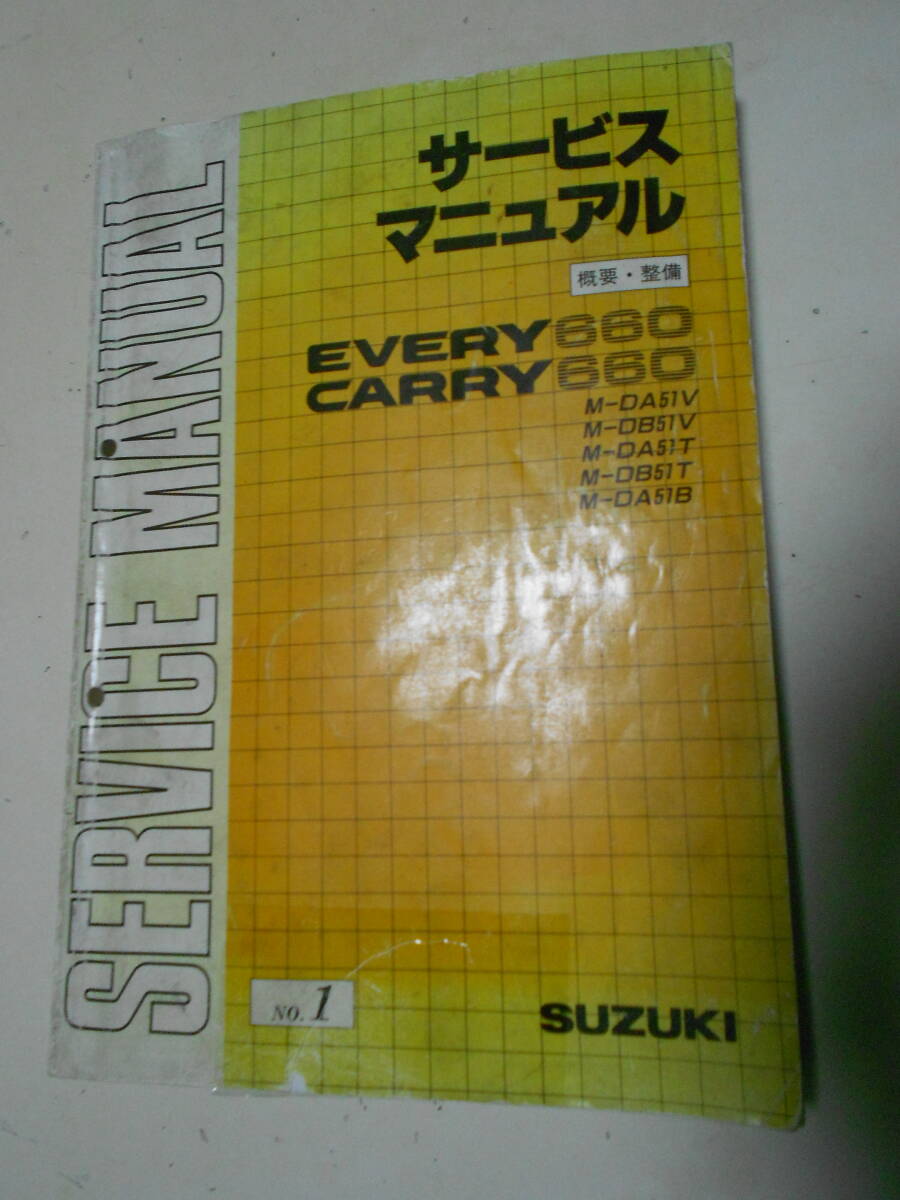 SERVICE MANUAL
サービス
マニュアル
概要・整備
EVERY660
CARRY660
M-DA51V
M-DB51V
M-DA51T
M-DB51T
M-DA51B
NO.1
SUZUKI